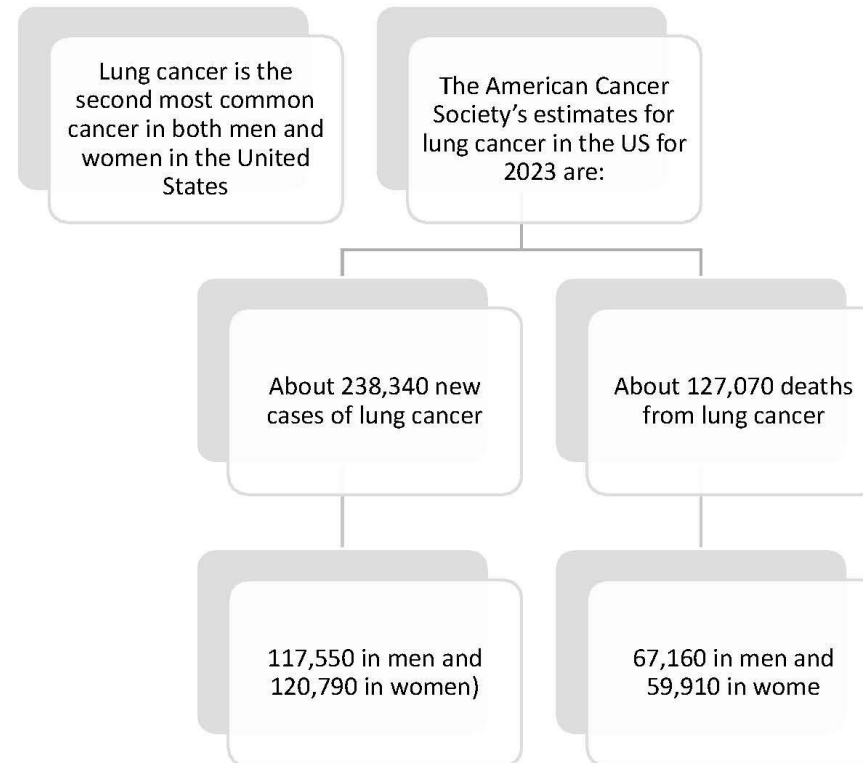 Lung cancer is the
second most common
cancer in both men and
women in the United
States
The American Cancer
Society’s estimates for
lung cancer in the US for
2023 are:
About 238,340 new
cases of lung cancer
About 127,070 deaths
from lung cancer
117,550 in men and
120,790 in women)
67,160 in men and
59,910 in wome